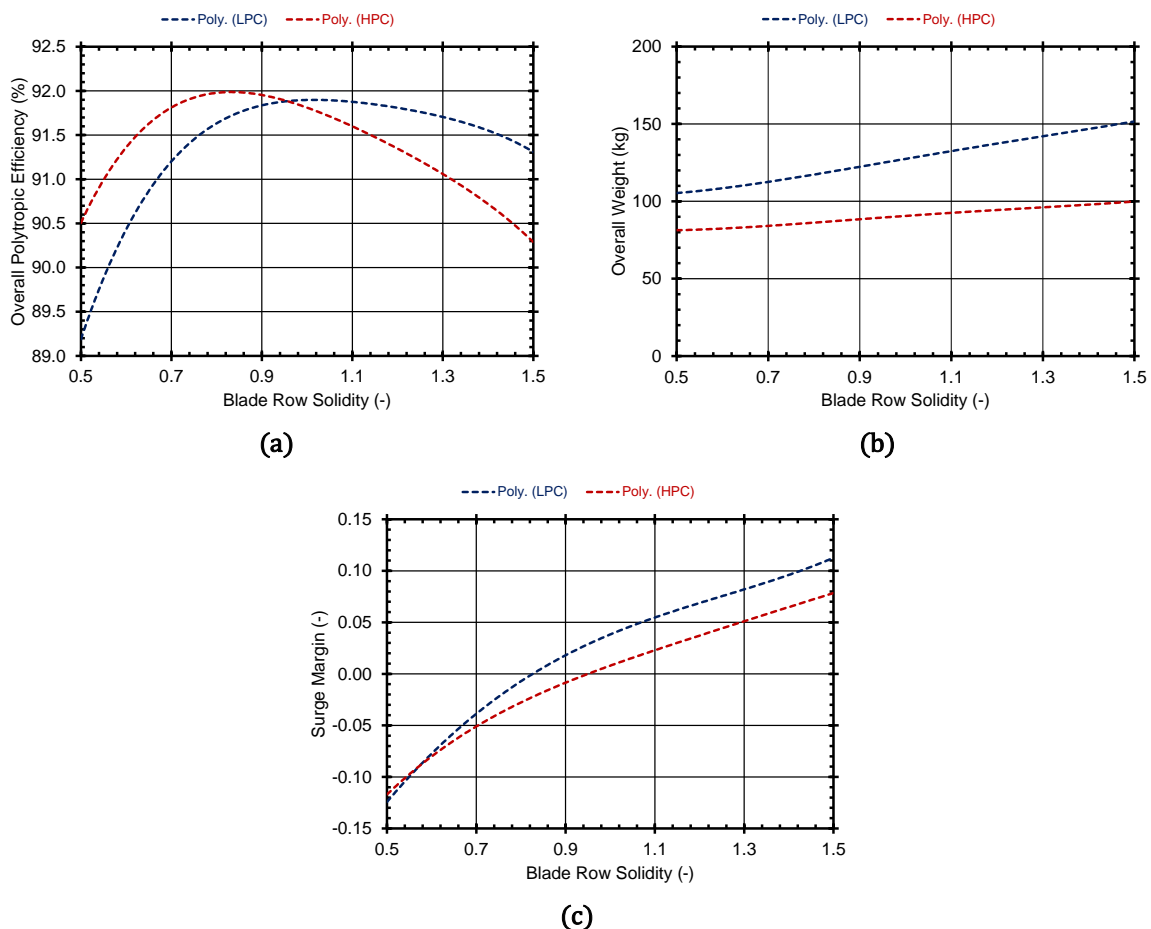 Poly. (LPC) Poly. (HPC)
92.5
92.0
91.5
91.0
90.5
90.0
89.5
89.0
Overall Polytropic Efficiency (%)
0.5 0.7 0.9 1.1 1.3 1.5
Blade Row Solidity (-)
(a)
Poly. (LPC) Poly. (HPC)
200
150
100
50
0
Overall Weight (kg)
0.5 0.7 0.9 1.1 1.3 1.5
Blade Row Solidity (-)
(b)
Poly. (LPC) Poly. (HPC)
0.15
0.10
0.05
0.00
-0.05
-0.10
-0.15
Surge Margin (-)
0.5 0.7 0.9 1.1 1.3 1.5
Blade Row Solidity (-)
(c)